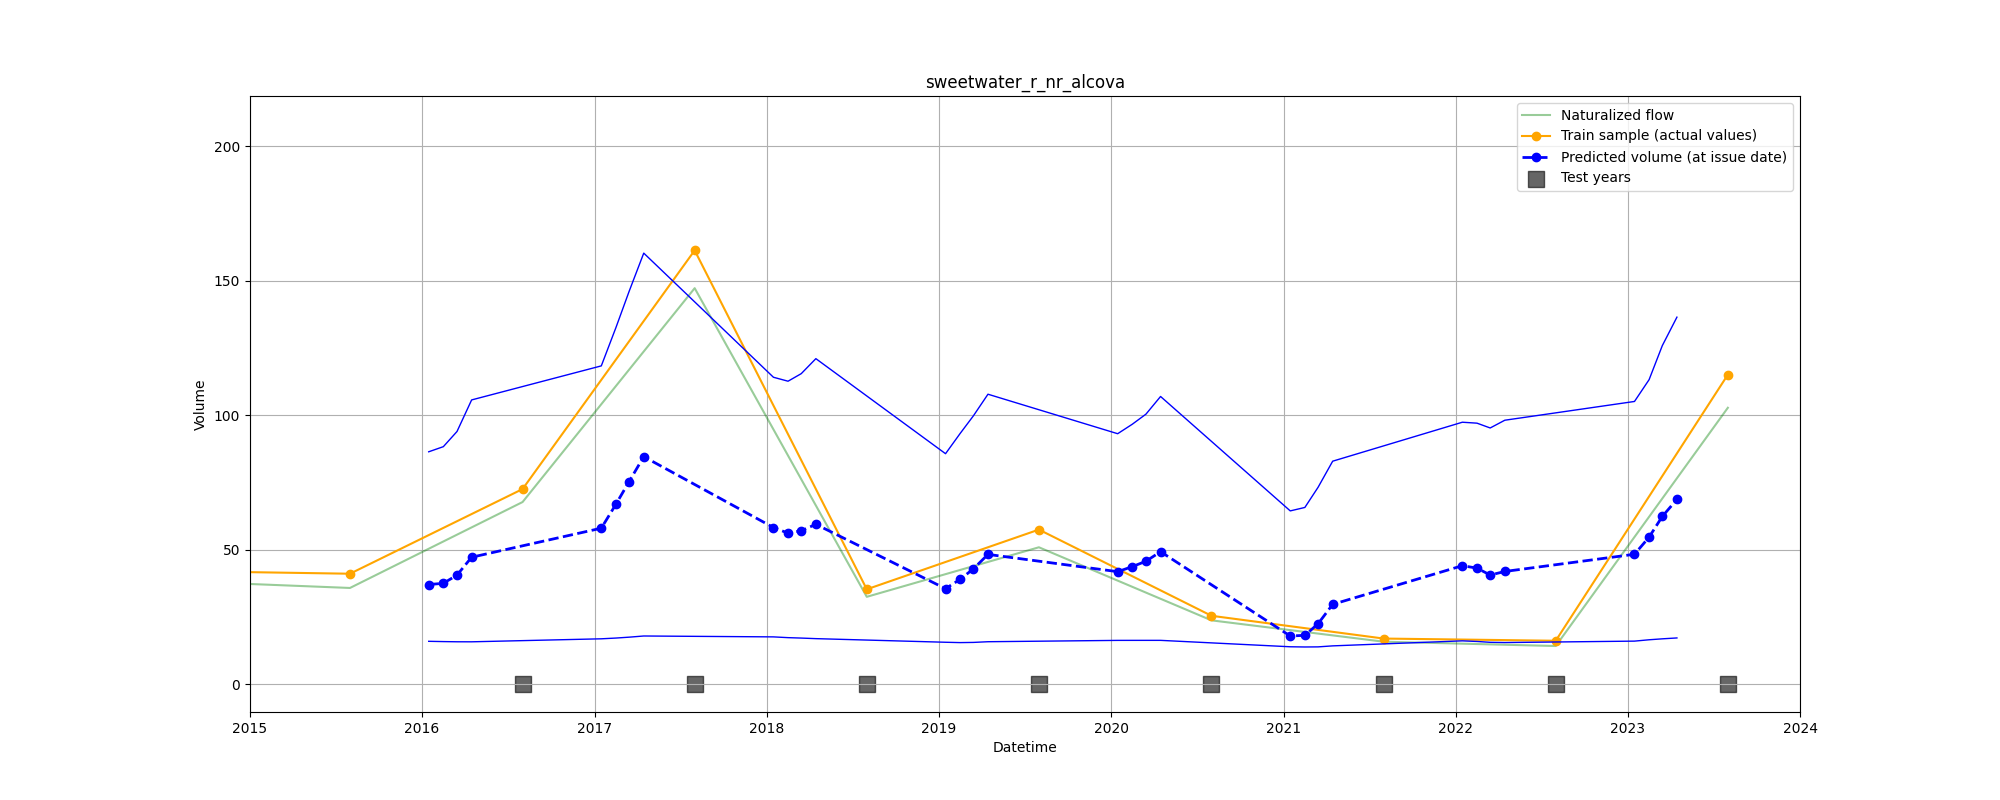 sweetwater_r_nr_alcova
Naturalized flow
Train sample (actual values)
Predicted volume (at issue date)
Test years
200
150
100
50
0
Volume
2015 2016 2017 2018 2019 2020 2021 2022 2023 2024
Datetime